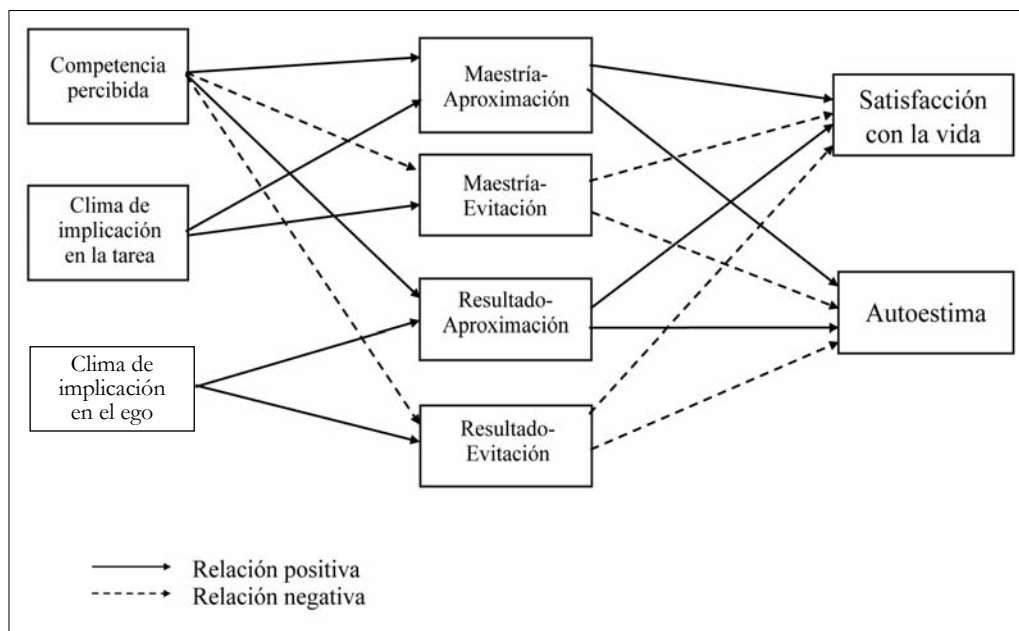 Competencia
percibida
Clima de
implicación
en la tarea
Clima de
implicación
en el ego
Maestría-
Aproximación
Maestría-
Evitación
Resultado-
Aproximación
Resultado-
Evitación
Satisfacción
con la vida
Autoestima
Relación positiva
Relación negativa